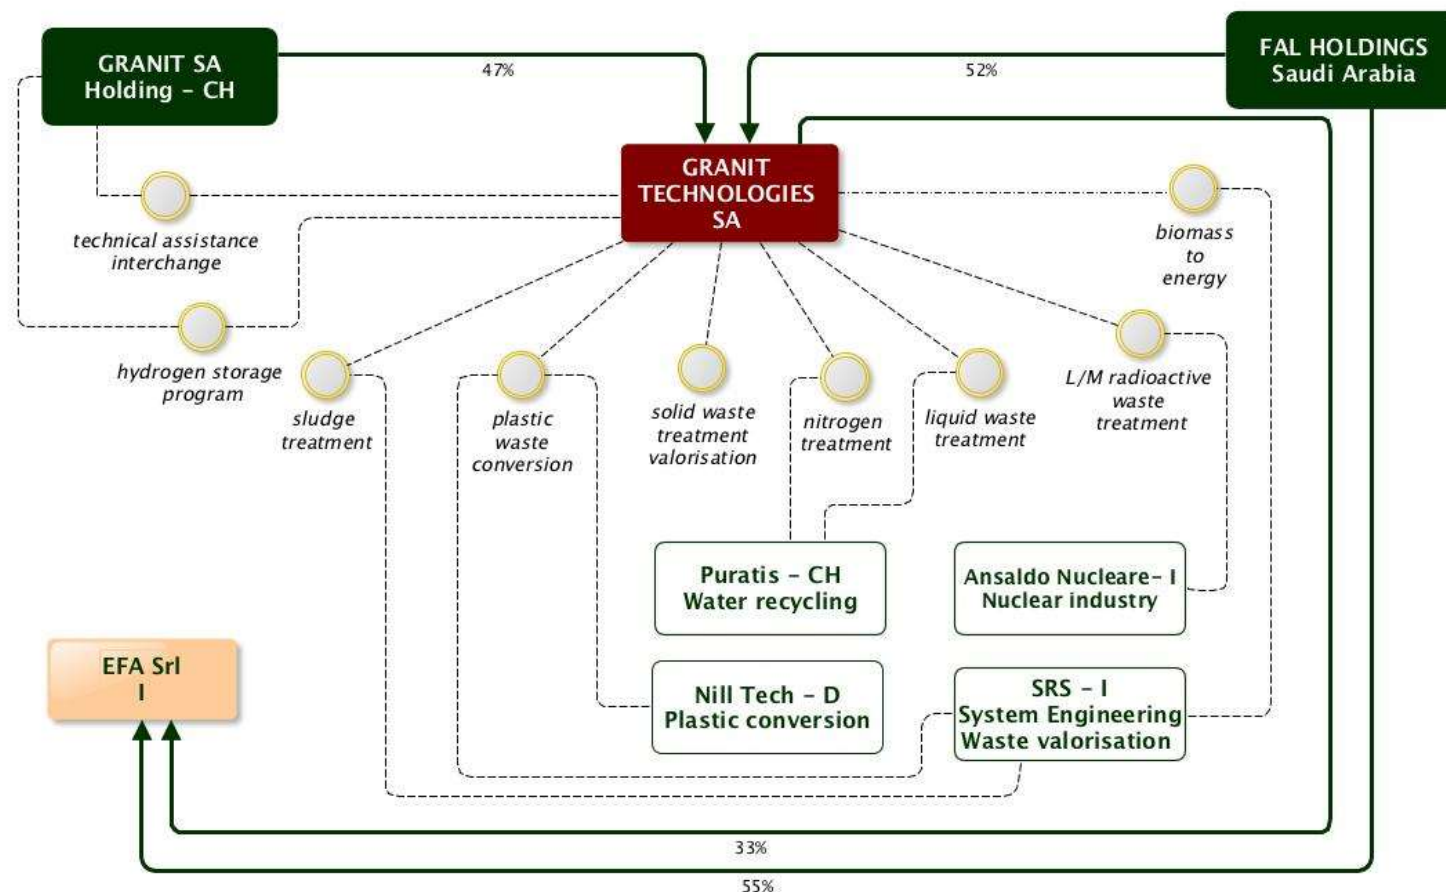 GRANIT SA
Holding – CH
47%
52%
FAL HOLDINGS
Saudi Arabia
GRANIT
TECHNOLOGIES
SA
technical assistance
interchange
biomass
to
energy
hydrogen storage
program
sludge
treatment
plastic
waste
conversion
solid waste
treatment
valorisation
nitrogen
treatment
liquid waste
treatment
L/M radioactive
waste
treatment
Puratis – CH
Water recycling
Ansaldo Nucleare– I
Nuclear industry
EFA Srl
I
Nill Tech – D
Plastic conversion
SRS – I
System Engineering
Waste valorisation
33%
55%